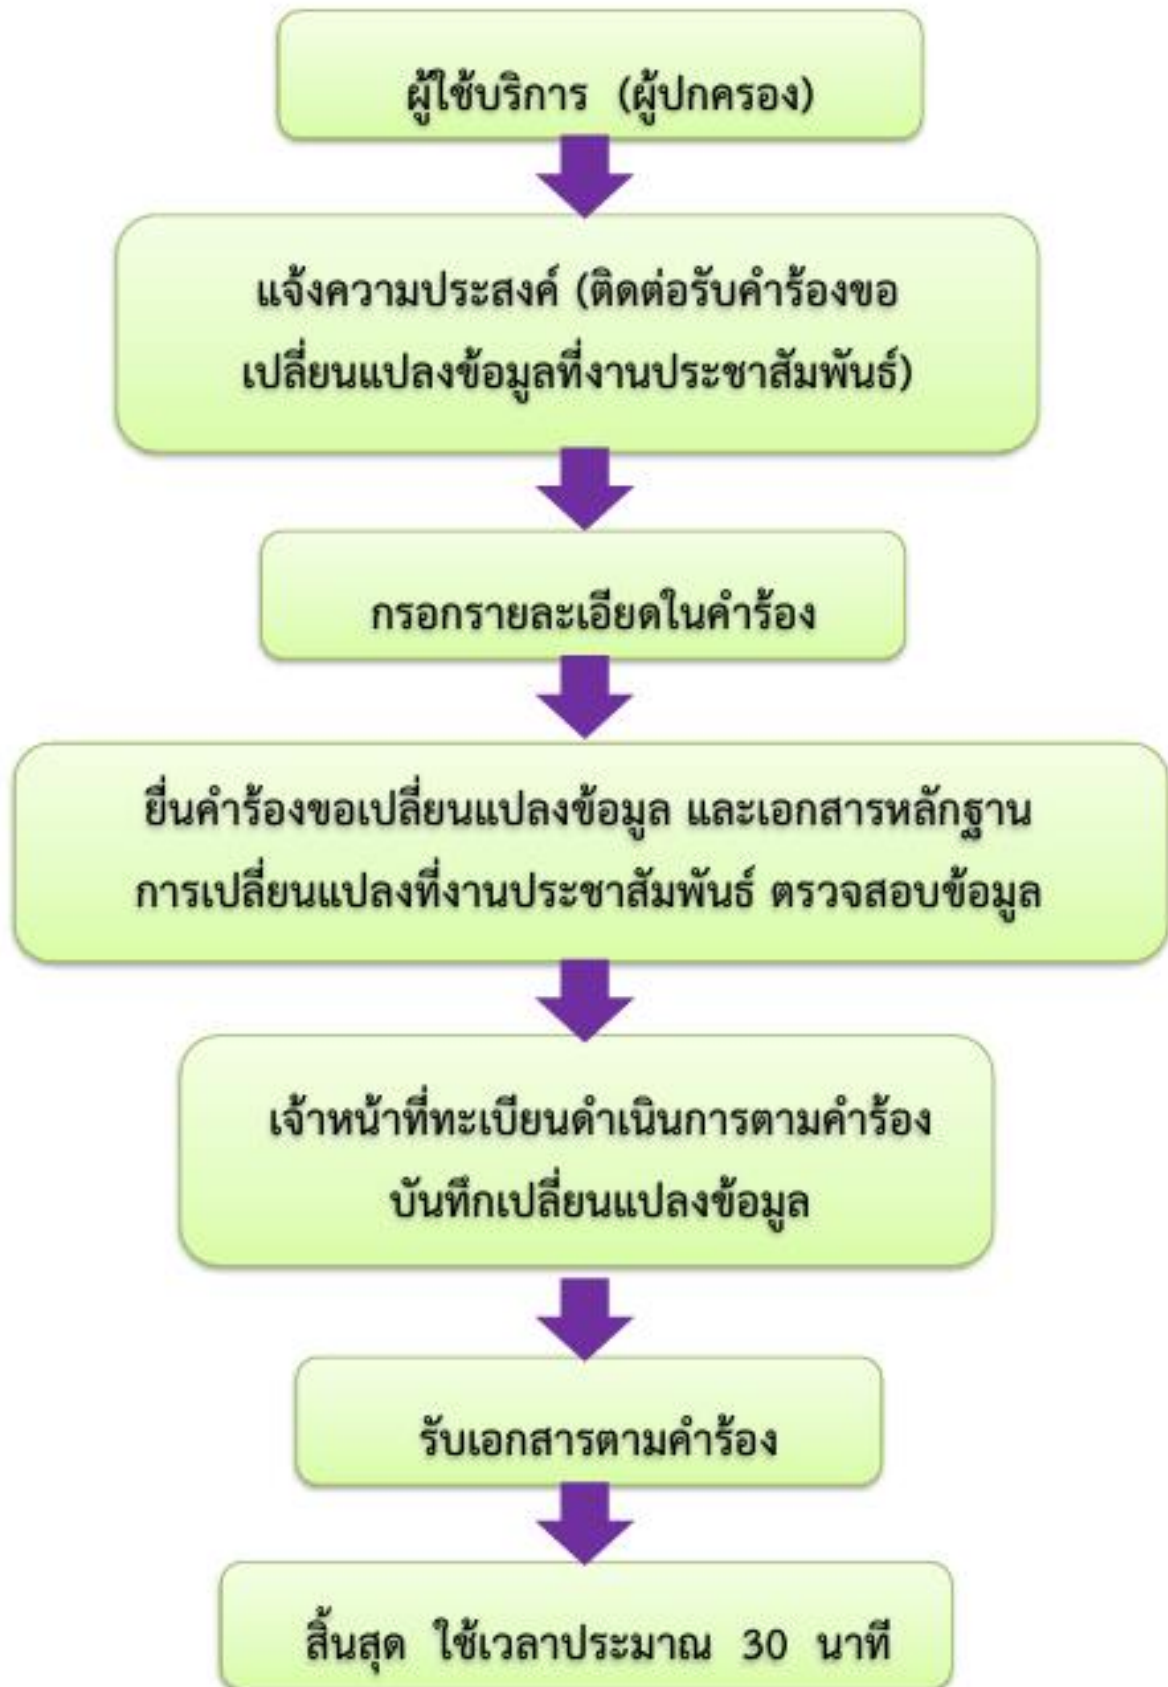 ผู้ใช้บริการ (ผู้ปกครอง)
แจ้งความประสงค์ (ติดต่อรับคำร้องขอ
เปลี่ยนแปลงข้อมูลที่งานประชาสัมพันธ์)
กรอกรายละเอียดในคำร้อง
ยื่นคำร้องขอเปลี่ยนแปลงข้อมูล และเอกสารหลักฐาน
การเปลี่ยนแปลงที่งานประชาสัมพันธ์ ตรวจสอบข้อมูล
เจ้าหน้าที่ทะเบียนดำเนินการตามคำร้อง
บันทึกเปลี่ยนแปลงข้อมูล
รับเอกสารตามคำร้อง
สิ้นสุด ใช้เวลาประมาณ 30 นาที